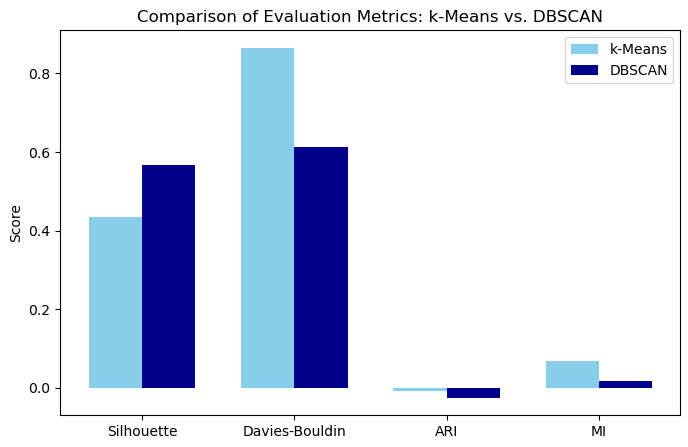 Comparison of Evaluation Metrics: k-Means vs. DBSCAN
k-Means
DBSCAN
Score
0.8
0.6
0.4
0.2
0.0
Silhouette
Davies-Bouldin
ARI
MI